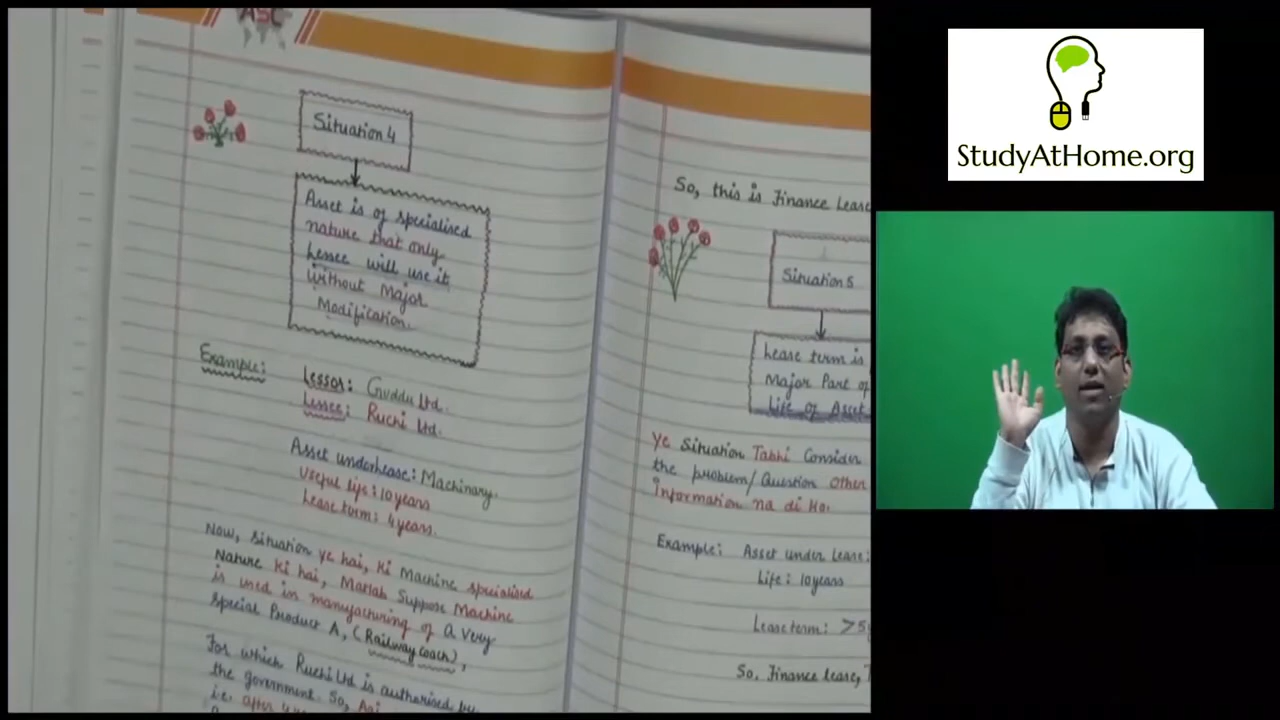 ASC
Situation 4
Asset is of specialised
nature that only
Lessee will use it
without Major
Modification.
Example:
Lessor: Guddu Ltd.
Lessee: Ruchi Ltd.
Asset underlease: Machinary.
Useful life: 10 years
Lease term: 4 years.
Now, situation ye hai, Ki Machine specialised
Nature Ki hai, Matlab Suppose Machine
is used in manufacturing of a very
special Product A, (Railway coach),
For which Ruchi Ltd is authorised by
the government. So,
i.e. after
So, this is Finance Lease
Situation 5
Lease term is
Major Part of
Life of Asset
Ye Situation Tabhi Consider
the problem/Question Other
Information na di Ho.
Example: Asset under Lease:
Life: 10 years
Lease term: >5
So, Finance lease,
StudyAtHome.org